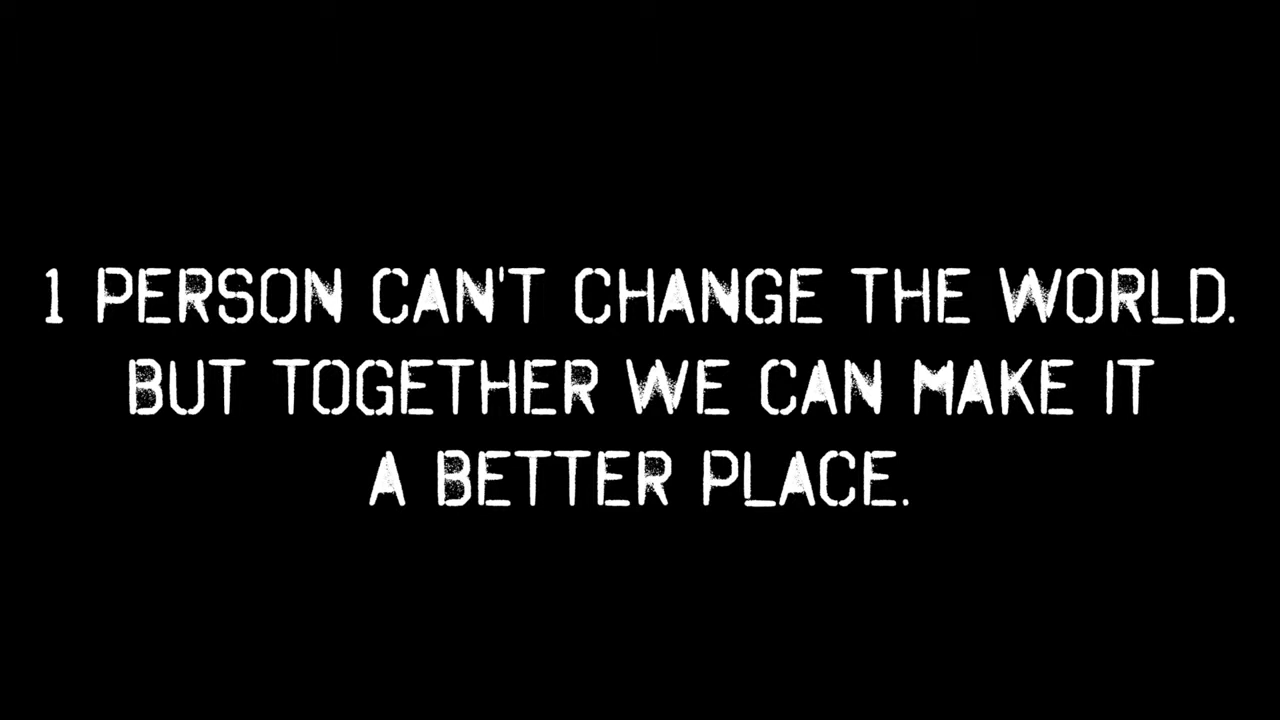 1 PERSON CAN'T CHANGE THE WORLD.
BUT TOGETHER WE CAN MAKE IT
A BETTER PLACE.